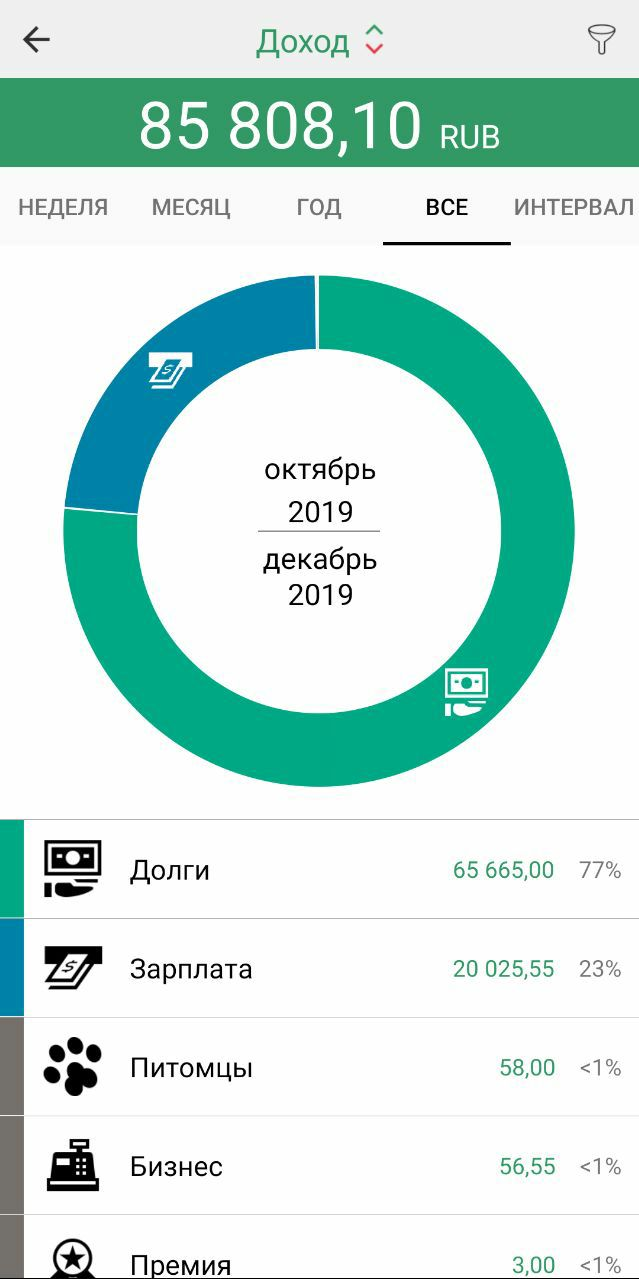 Доход
85 808,10 RUB
НЕДЕЛЯ МЕСЯЦ ГОД ВСЕ ИНТЕРВАЛ
октябрь
2019
декабрь
2019
Долги 65 665,00 77%
Зарплата 20 025,55 23%
Питомцы 58,00 <1%
Бизнес 56,55 <1%
Премия 3,00 <1%